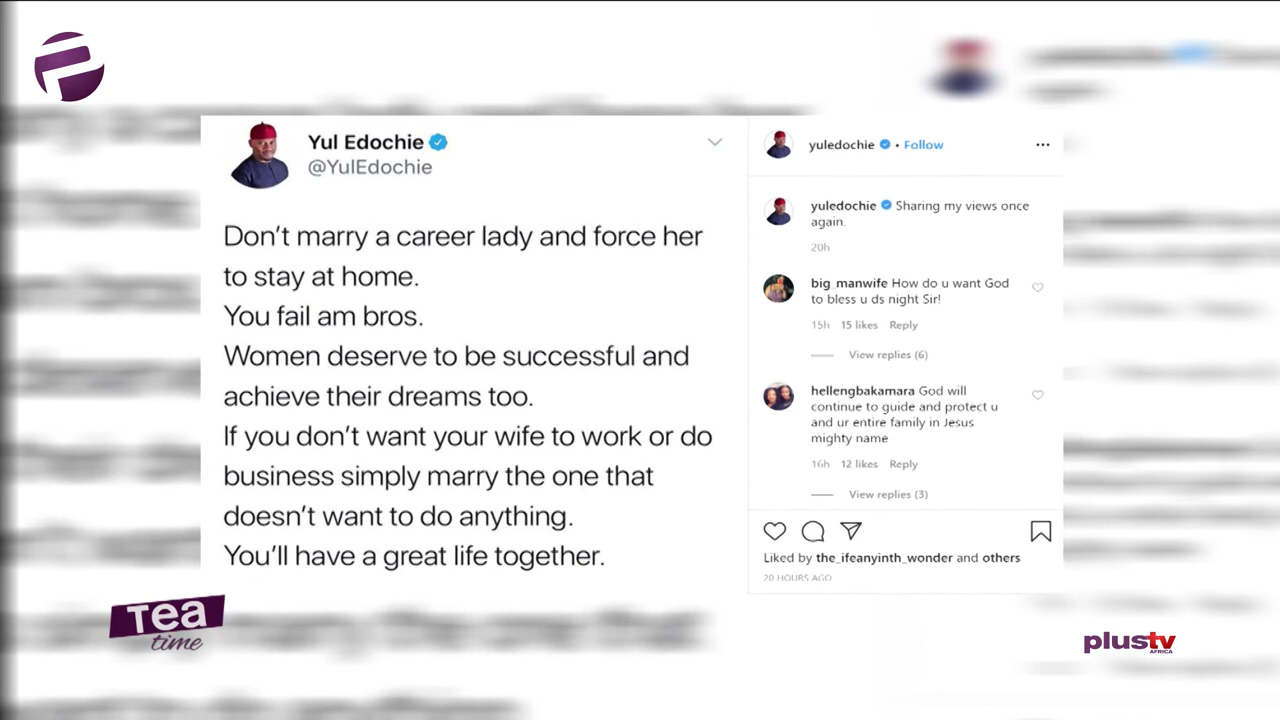 Yul Edochie
@YulEdochie
Don't marry a career lady and force her
to stay at home.
You fail am bros.
Women deserve to be successful and
achieve their dreams too.
If you don't want your wife to work or do
business simply marry the one that
doesn't want to do anything.
You'll have a great life together.
yuledochie • Follow
yuledochie Sharing my views once
again.
20h
big_manwife How do u want God
to bless u ds night Sir!
15h 15 likes Reply
View replies (6)
hellengbakamara God will
continue to guide and protect u
and ur entire family in Jesus
mighty name
16h 12 likes Reply
View replies (3)
Liked by the_ifeanyinth_wonder and others
20 HOURS AGO
Tea
time
plustv
AFRICA